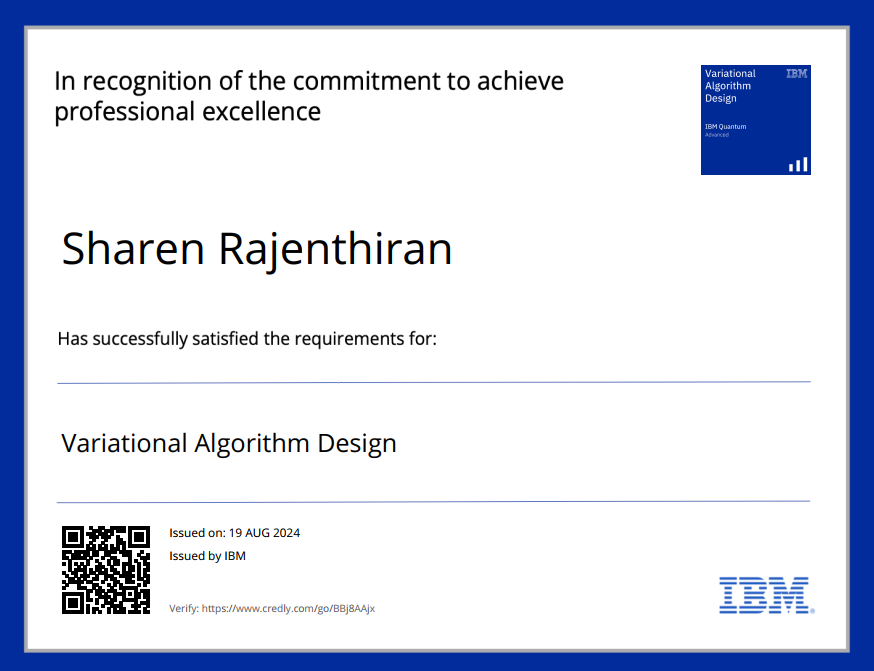 In recognition of the commitment to achieve
professional excellence
Variational
Algorithm
Design
IBM
IBM Quantum
Advanced
Sharen Rajenthiran
Has successfully satisfied the requirements for:
Variational Algorithm Design
Issued on: 19 AUG 2024
Issued by IBM
Verify: https://www.credly.com/go/BBj8AAjx
IBM®